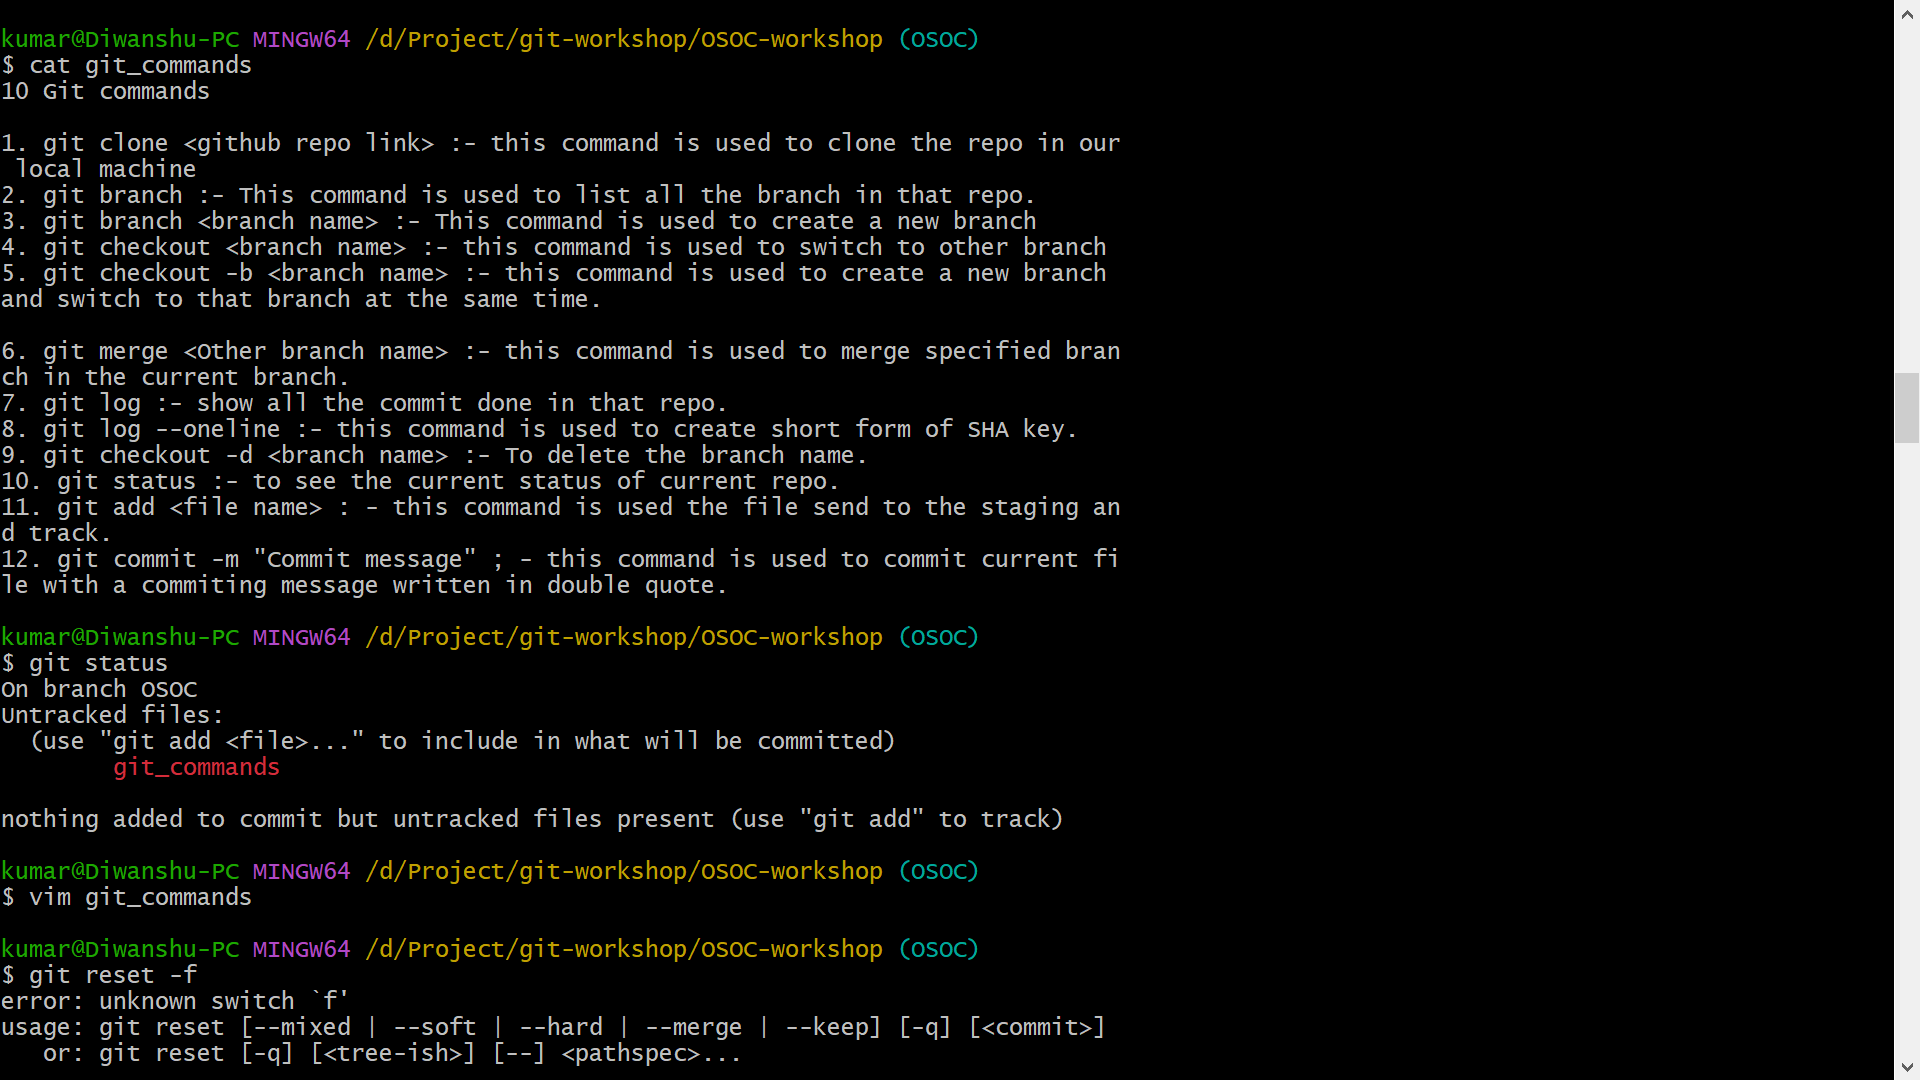 kumar@Diwanshu-PC MINGW64 /d/Project/git-workshop/OSOC-workshop (OSOC)
$ cat git_commands
10 Git commands

1. git clone <github repo link> :- this command is used to clone the repo in our
 local machine
2. git branch :- This command is used to list all the branch in that repo.
3. git branch <branch name> :- This command is used to create a new branch
4. git checkout <branch name> :- this command is used to switch to other branch
5. git checkout -b <branch name> :- this command is used to create a new branch
and switch to that branch at the same time.

6. git merge <Other branch name> :- this command is used to merge specified bran
ch in the current branch.
7. git log :- show all the commit done in that repo.
8. git log --oneline :- this command is used to create short form of SHA key.
9. git checkout -d <branch name> :- To delete the branch name.
10. git status :- to see the current status of current repo.
11. git add <file name> : - this command is used the file send to the staging an
d track.
12. git commit -m "Commit message" ; - this command is used to commit current fi
le with a commiting message written in double quote.

kumar@Diwanshu-PC MINGW64 /d/Project/git-workshop/OSOC-workshop (OSOC)
$ git status
On branch OSOC
Untracked files:
  (use "git add <file>..." to include in what will be committed)
        git_commands

nothing added to commit but untracked files present (use "git add" to track)

kumar@Diwanshu-PC MINGW64 /d/Project/git-workshop/OSOC-workshop (OSOC)
$ vim git_commands

kumar@Diwanshu-PC MINGW64 /d/Project/git-workshop/OSOC-workshop (OSOC)
$ git reset -f
error: unknown switch `f'
usage: git reset [--mixed | --soft | --hard | --merge | --keep] [-q] [<commit>]
   or: git reset [-q] [<tree-ish>] [--] <pathspec>...